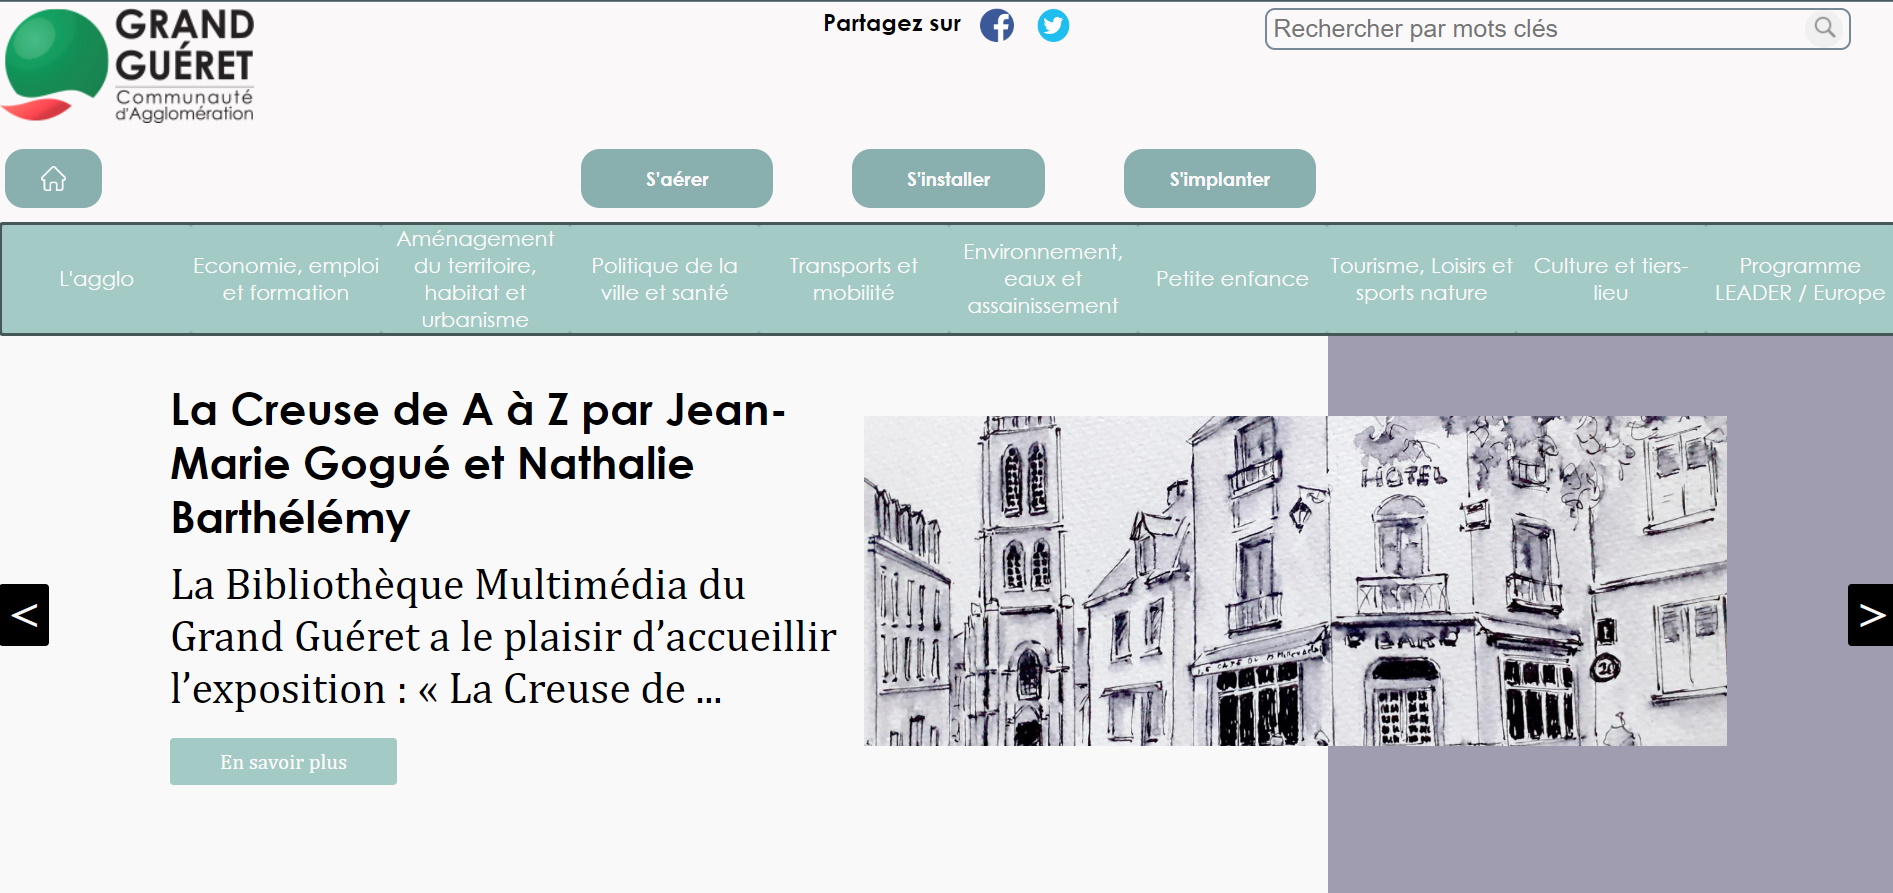 GRAND
GUÉRET
Communauté
d'Agglomération
Partagez sur
Rechercher par mots clés
S'aérer
S'installer
S'implanter
L'agglo
Economie, emploi
et formation
Aménagement
du territoire,
habitat et
urbanisme
Politique de la
ville et santé
Transports et
mobilité
Environnement,
eaux et
assainissement
Petite enfance
Tourisme, Loisirs et
sports nature
Culture et tiers-
lieu
Programme
LEADER / Europe
La Creuse de A à Z par Jean-
Marie Gogué et Nathalie
Barthélémy
La Bibliothèque Multimédia du
Grand Guéret a le plaisir d’accueillir
l’exposition : « La Creuse de ...
En savoir plus
<
>
HOTEL
BAR
LE CAFÉ DU
20